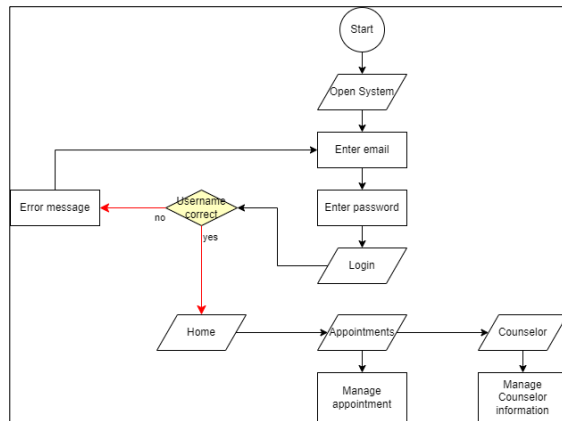 Start
Open System
Enter email
Enter password
Login
Username
correct
no
yes
Error message
Home
Appointments
Counselor
Manage
appointment
Manage
Counselor
information